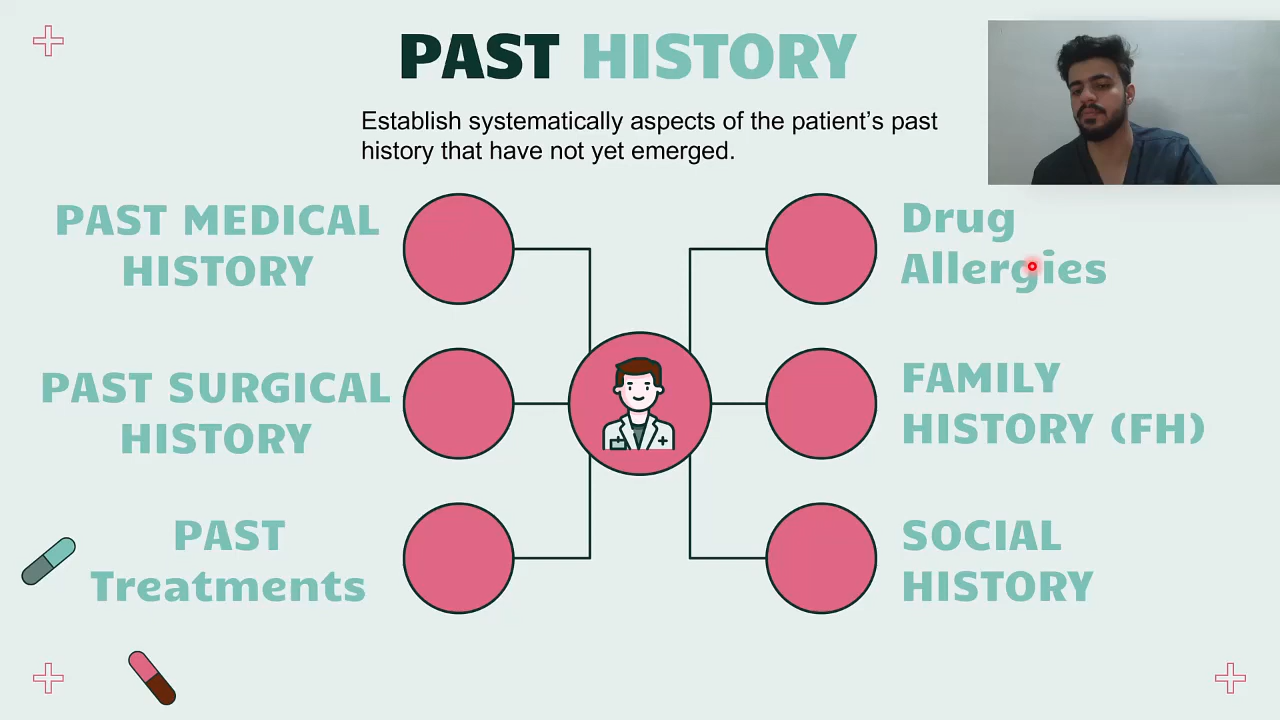 PAST HISTORY
Establish systematically aspects of the patient’s past
history that have not yet emerged.
PAST MEDICAL
HISTORY
PAST SURGICAL
HISTORY
PAST
Treatments
Drug
Allergies
FAMILY
HISTORY (FH)
SOCIAL
HISTORY